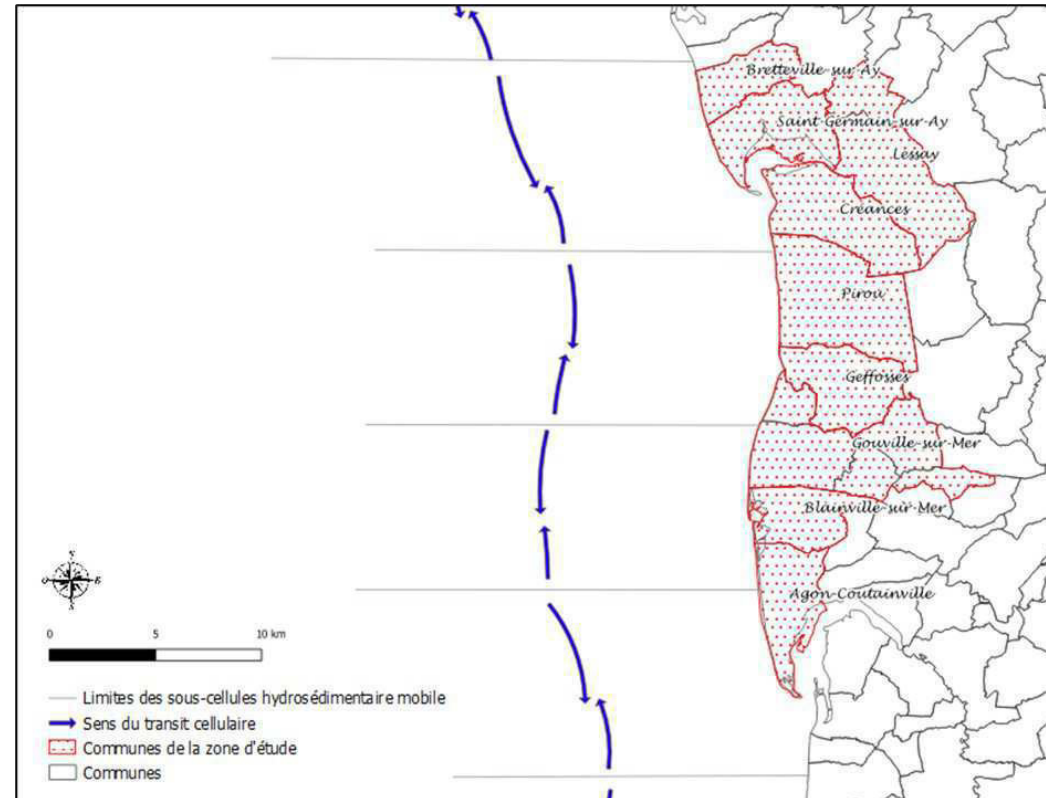 Bretteville-sur-Ay
Saint-Germain-sur-Ay
Lessay
Créances
Pirou
Geffosses
Gouville-sur-Mer
Blainville-sur-Mer
Agon-Coutainville
N
O E
S
0 5 10 km
Limites des sous-cellules hydrosédimentaire mobile
Sens du transit cellulaire
Communes de la zone d'étude
Communes